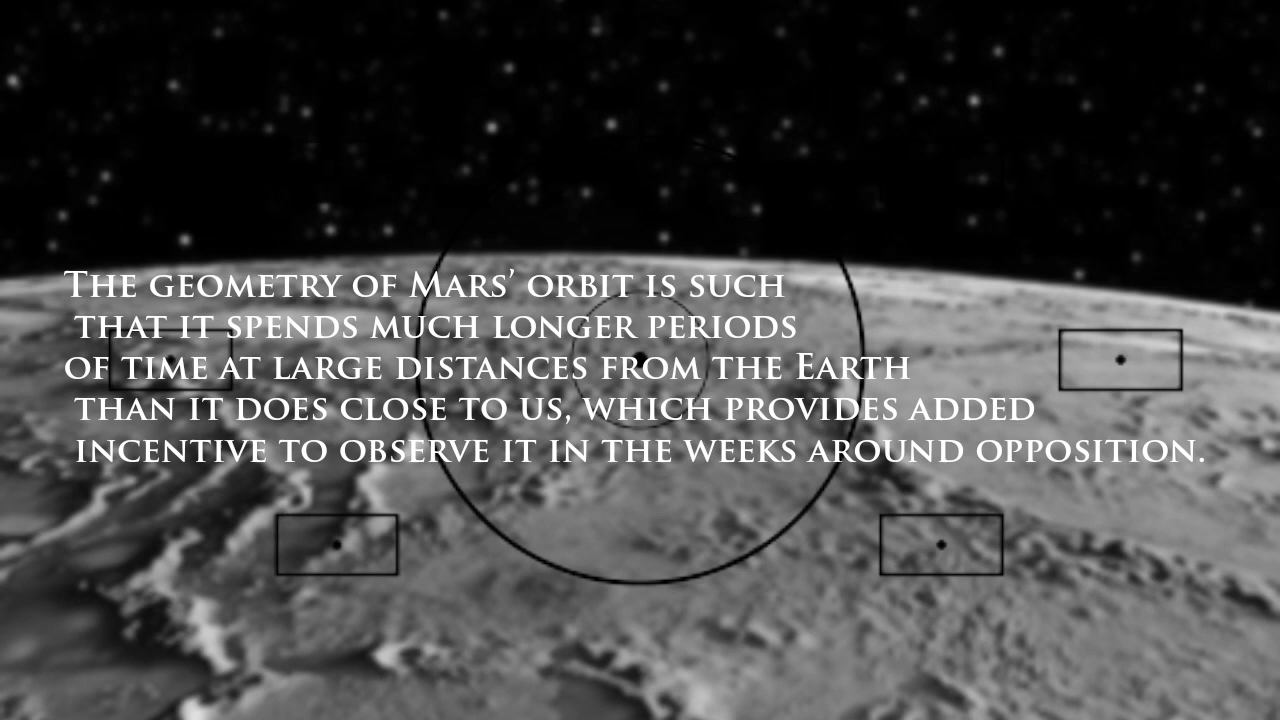 The geometry of Mars’ orbit is such
that it spends much longer periods
of time at large distances from the Earth
than it does close to us, which provides added
incentive to observe it in the weeks around opposition.